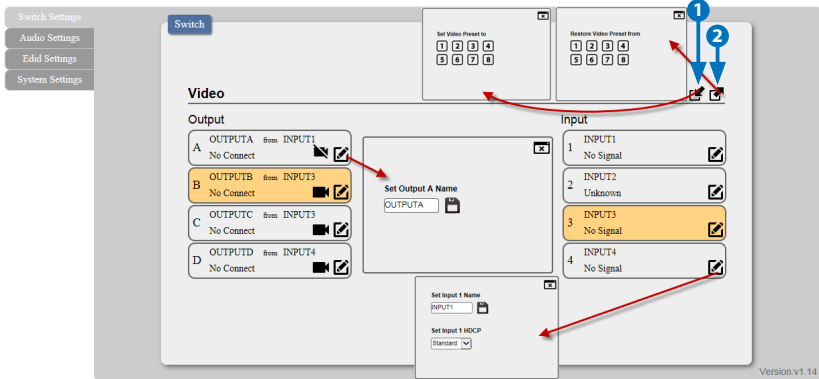 Switch Settings
Audio Settings
Edid Settings
System Settings
Switch
Set Video Preset to
1 2 3 4
5 6 7 8
Restore Video Preset from
1 2 3 4
5 6 7 8
1
2
Video
Output
A OUTPUTA from INPUT1
No Connect
B OUTPUTB from INPUT3
No Connect
C OUTPUTC from INPUT3
No Connect
D OUTPUTD from INPUT4
No Connect
Set Output A Name
OUTPUTA
Input
1 INPUT1
No Signal
2 INPUT2
Unknown
3 INPUT3
No Signal
4 INPUT4
No Signal
Set Input 1 Name
INPUT1
Set Input 1 HDCP
Standard
Version:v1.14